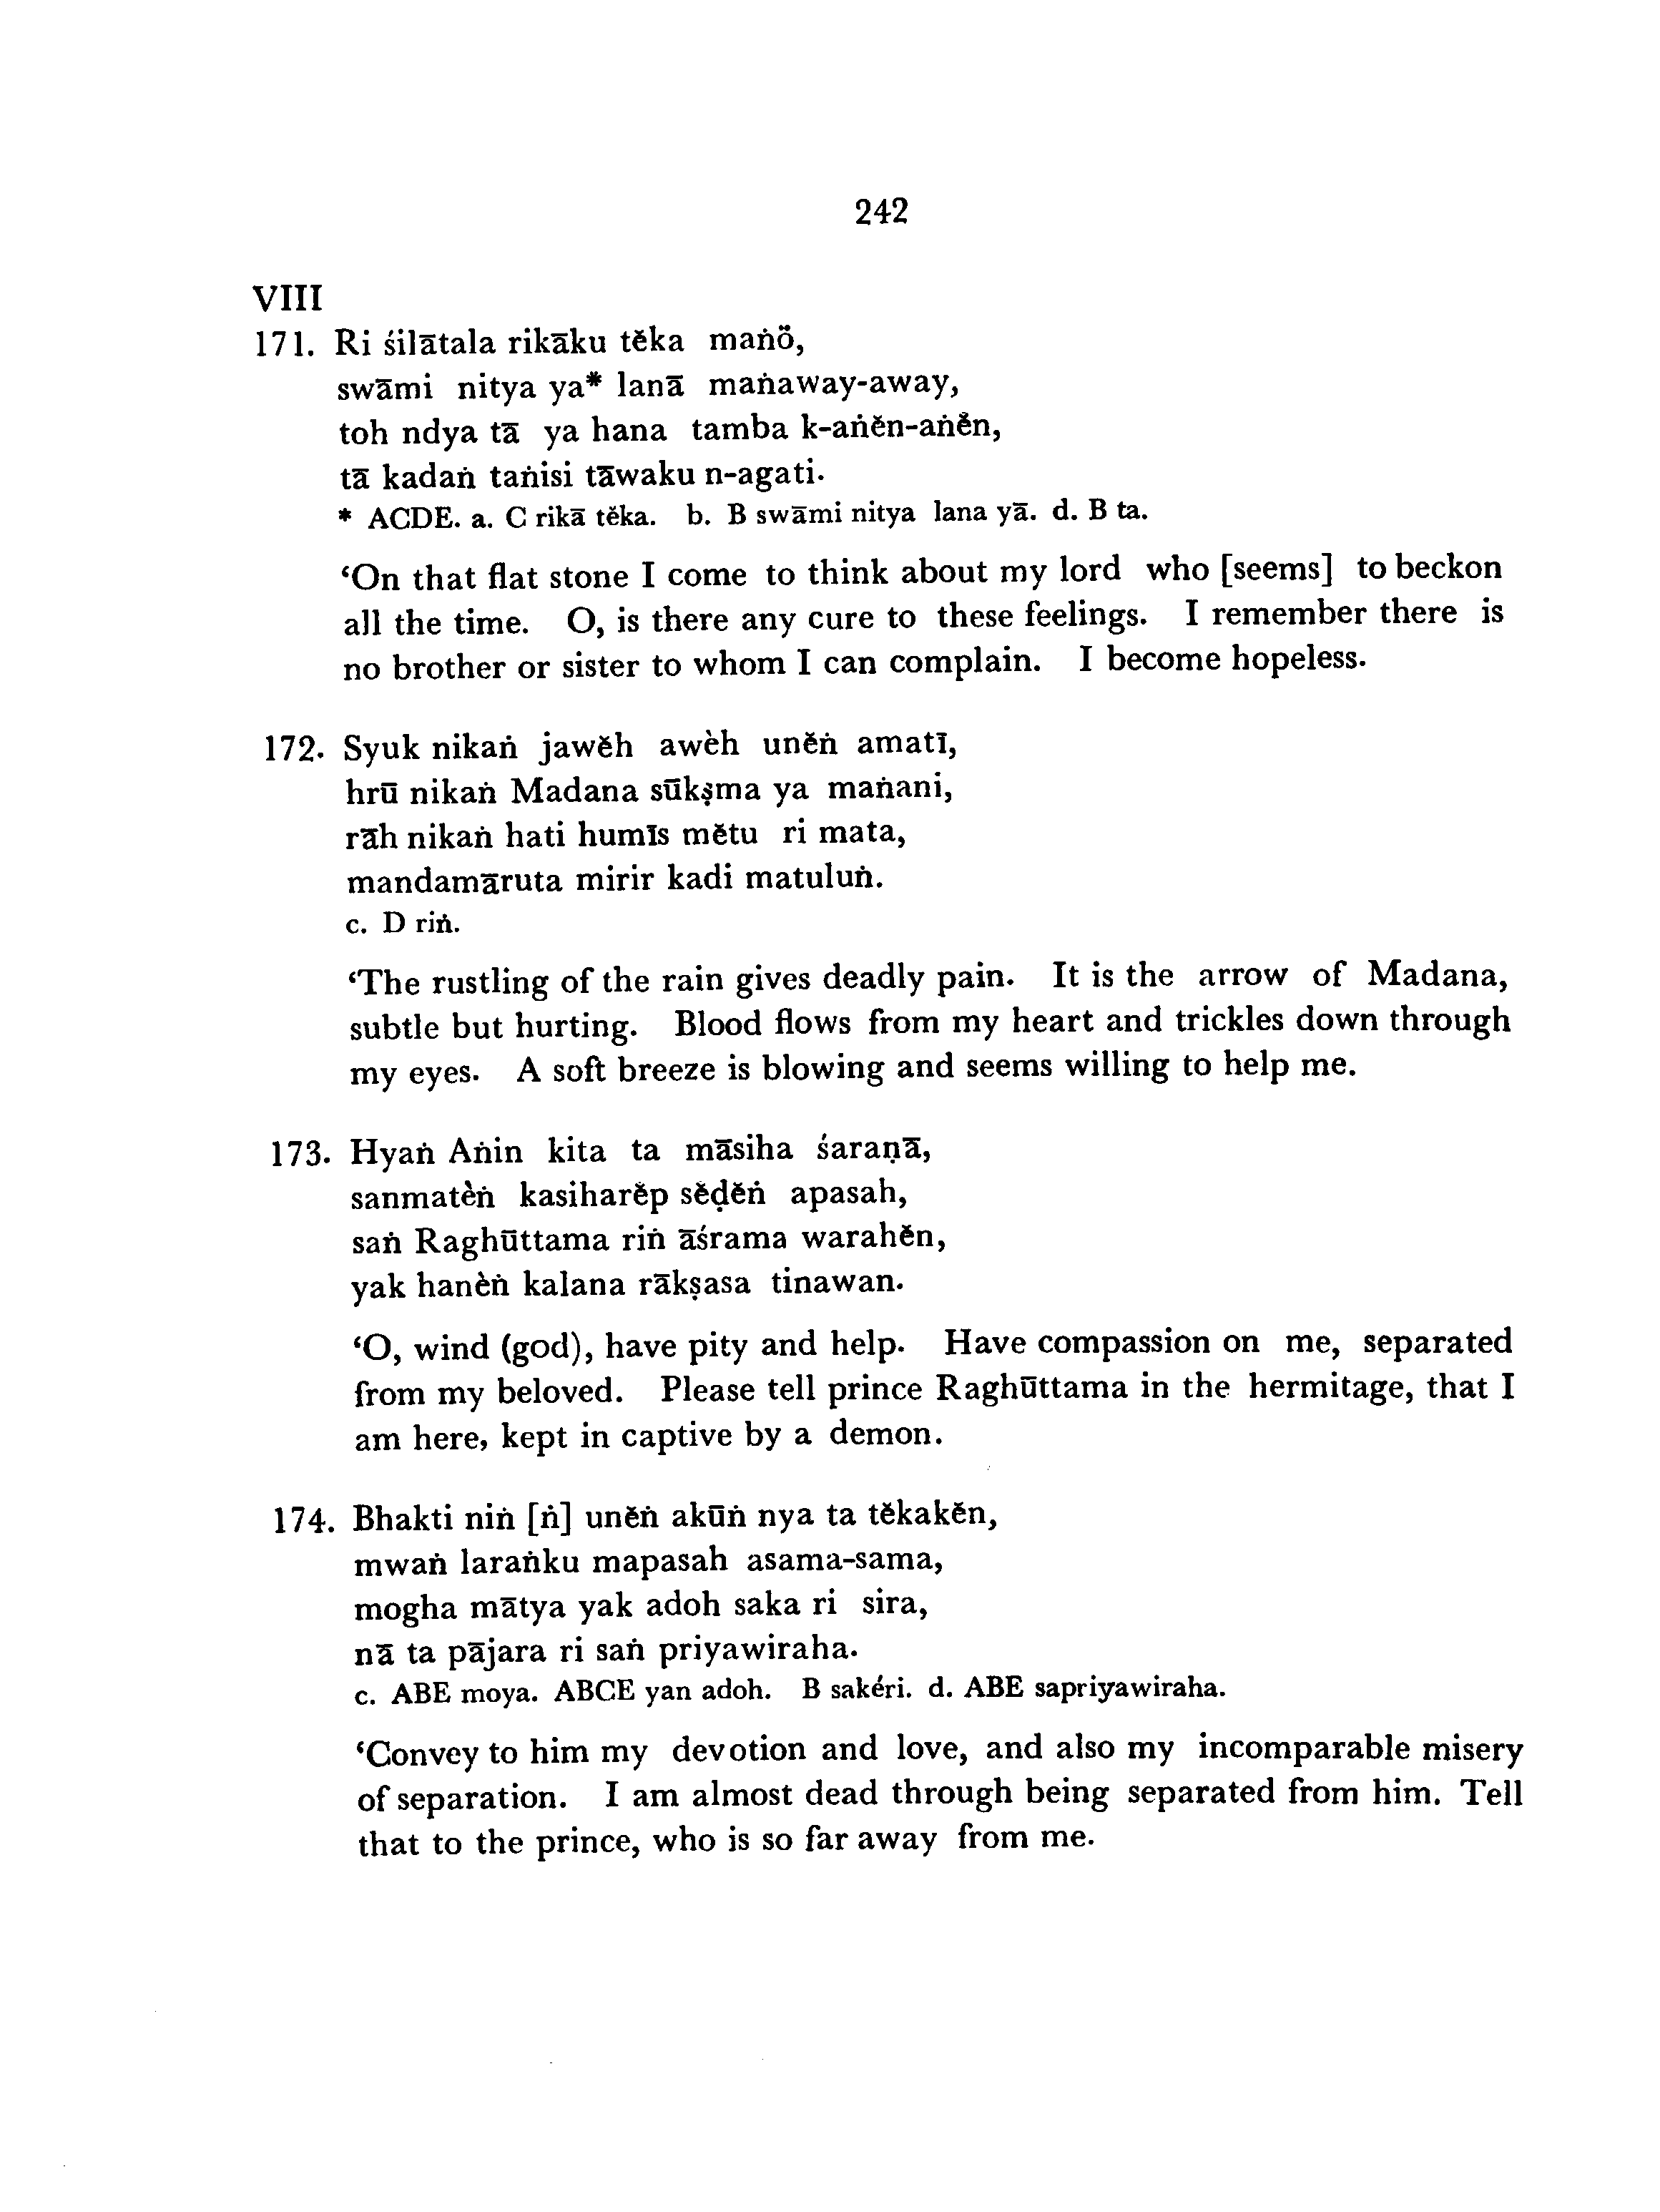 242
VIII
171. Ri śilātala rikāku tĕka maṅö,
swāmi nitya ya* lanā maṅaway-away,
toh ndya tā ya hana tamba k-aṅĕn-aṅĕn,
tā kadaṅ taṅisi tāwaku n-agati.
* ACDE. a. C rikā tĕka. b. B swāmi nitya lana yā. d. B ta.
‘On that flat stone I come to think about my lord who [seems] to beckon
all the time. O, is there any cure to these feelings. I remember there is
no brother or sister to whom I can complain. I become hopeless.
172. Syuk nikaṅ jawĕh awèh unĕṅ amatī,
hrū nikaṅ Madana sūkṣma ya maṅani,
rāh nikaṅ hati humīs mĕtu ri mata,
mandamāruta mirir kadi matuluṅ.
c. D riṅ.
‘The rustling of the rain gives deadly pain. It is the arrow of Madana,
subtle but hurting. Blood flows from my heart and trickles down through
my eyes. A soft breeze is blowing and seems willing to help me.
173. Hyaṅ Aṅin kita ta māsiha śaraṇā,
sanmatèṅ kasiharĕp sĕḍĕṅ apasah,
saṅ Raghūttama riṅ āśrama warahĕn,
yak hanèṅ kalana rākṣasa tinawan.
‘O, wind (god), have pity and help. Have compassion on me, separated
from my beloved. Please tell prince Raghūttama in the hermitage, that I
am here, kept in captive by a demon.
174. Bhakti niṅ [ṅ] unĕṅ akūṅ nya ta tĕkakĕn,
mwaṅ laraṅku mapasah asama-sama,
mogha mātya yak adoh saka ri sira,
nā ta pājara ri saṅ priyawiraha.
c. ABE moya. ABCE yan adoh. B sakéri. d. ABE sapriyawiraha.
‘Convey to him my devotion and love, and also my incomparable misery
of separation. I am almost dead through being separated from him. Tell
that to the prince, who is so far away from me.